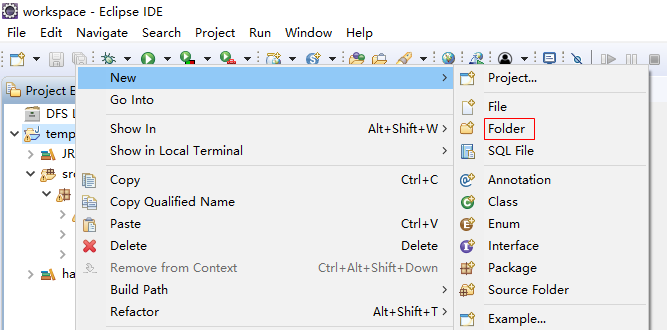 workspace - Eclipse IDE
File Edit Navigate Search Project Run Window Help
Project E
DFS L
temp
JR
src
ha
New
Go Into
Show In Alt+Shift+W
Show in Local Terminal
Copy Ctrl+C
Copy Qualified Name
Paste Ctrl+V
Delete Delete
Remove from Context Ctrl+Alt+Shift+Down
Build Path
Refactor Alt+Shift+T
Project...
File
Folder
SQL File
Annotation
Class
Enum
Interface
Package
Source Folder
Example...